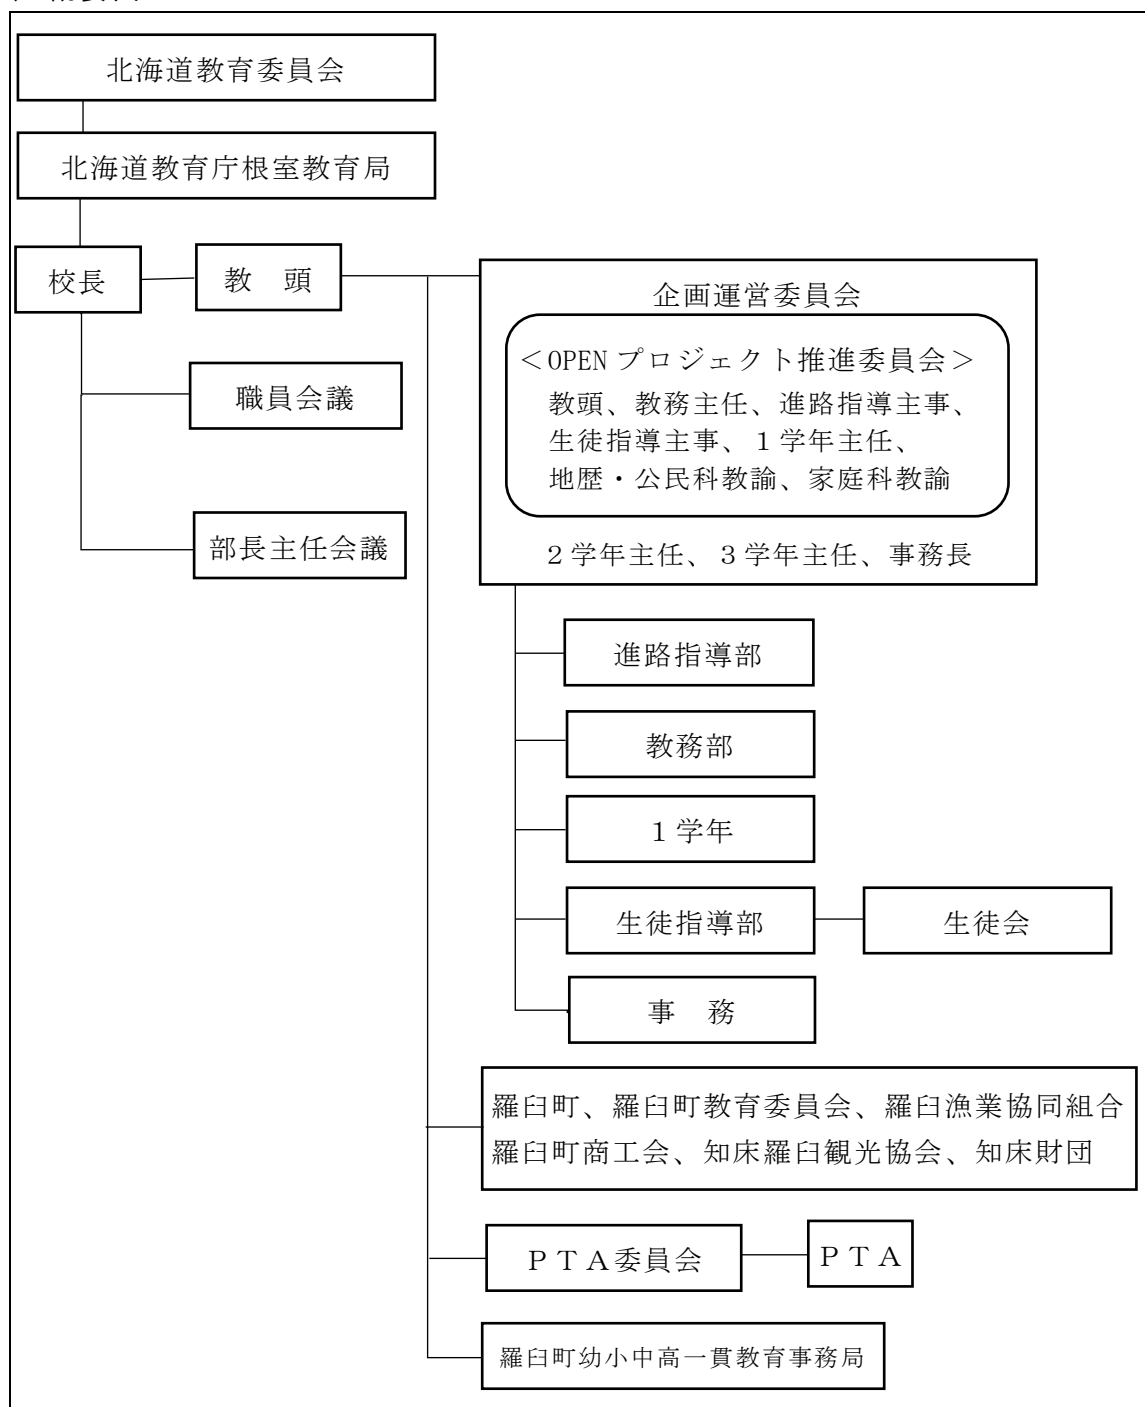 北海道教育委員会
北海道教育庁根室教育局
校長
教　頭
職員会議
部長主任会議
企画運営委員会
＜OPENプロジェクト推進委員会＞
教頭、教務主任、進路指導主事、
生徒指導主事、１学年主任、
地歴・公民科教諭、家庭科教諭
２学年主任、３学年主任、事務長
進路指導部
教務部
１学年
生徒指導部
生徒会
事　務
羅臼町、羅臼町教育委員会、羅臼漁業協同組合
羅臼町商工会、知床羅臼観光協会、知床財団
ＰＴＡ委員会
ＰＴＡ
羅臼町幼小中高一貫教育事務局